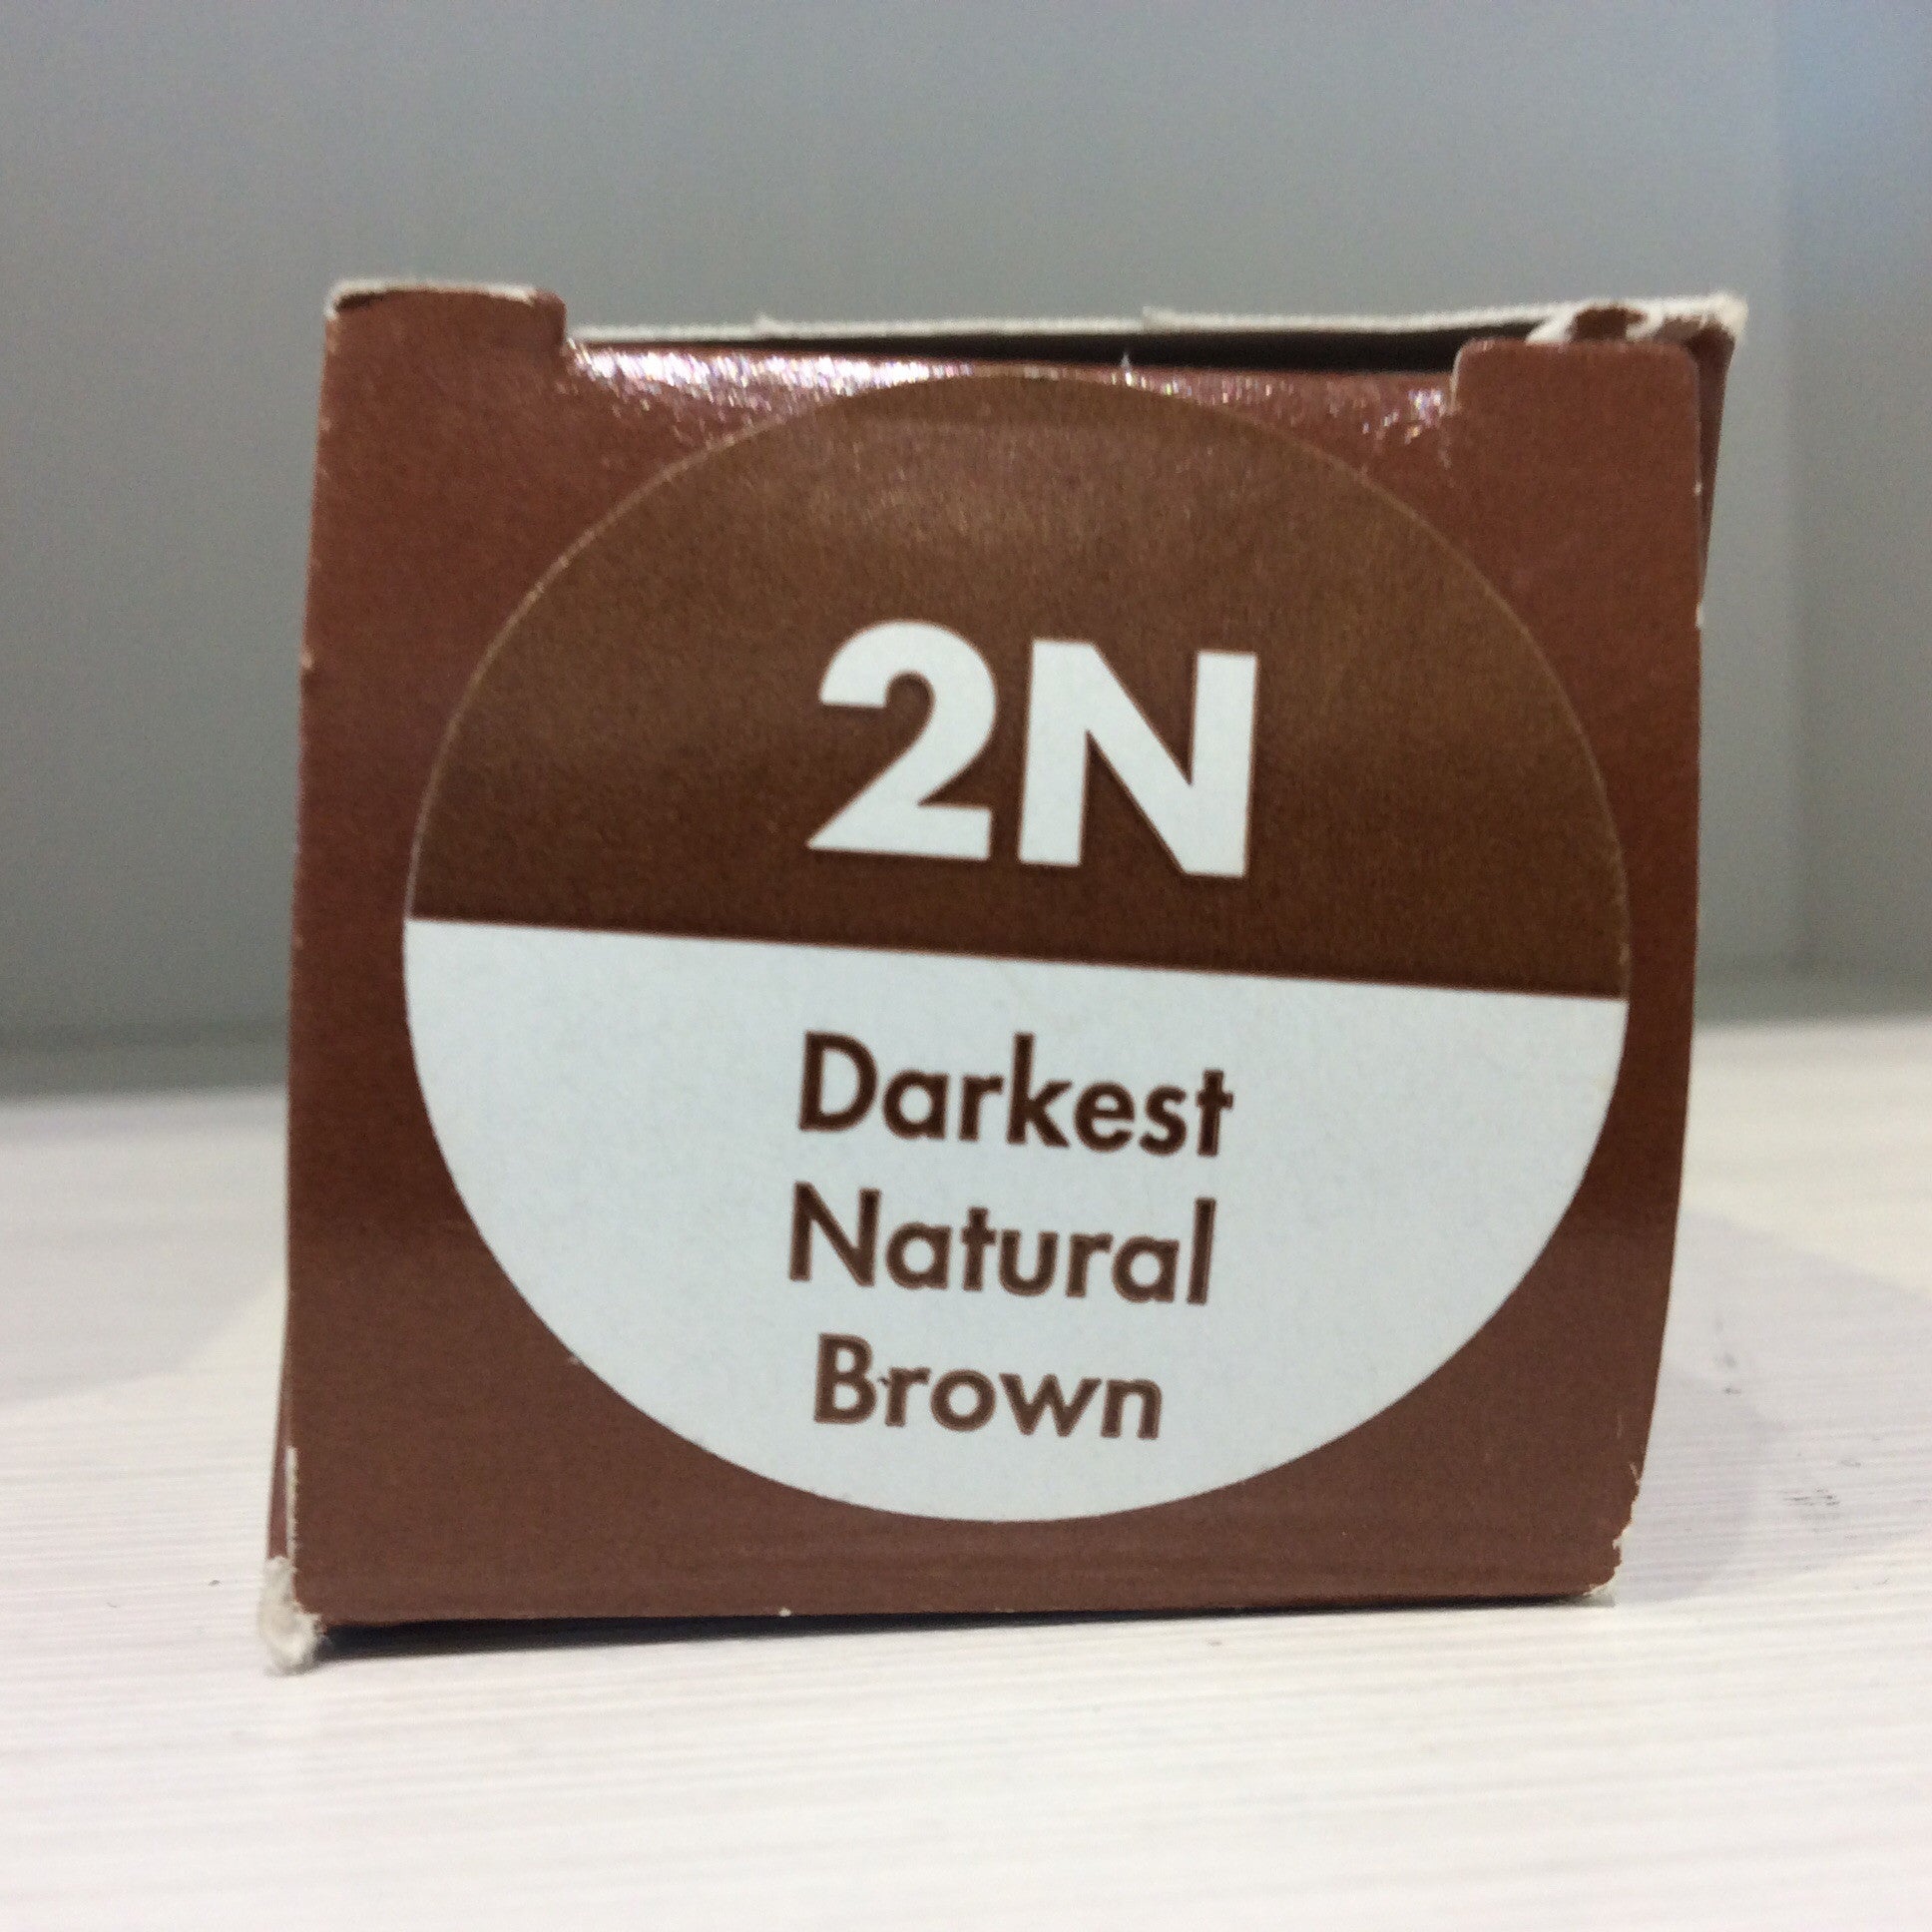 2N
Darkest
Natural
Brown